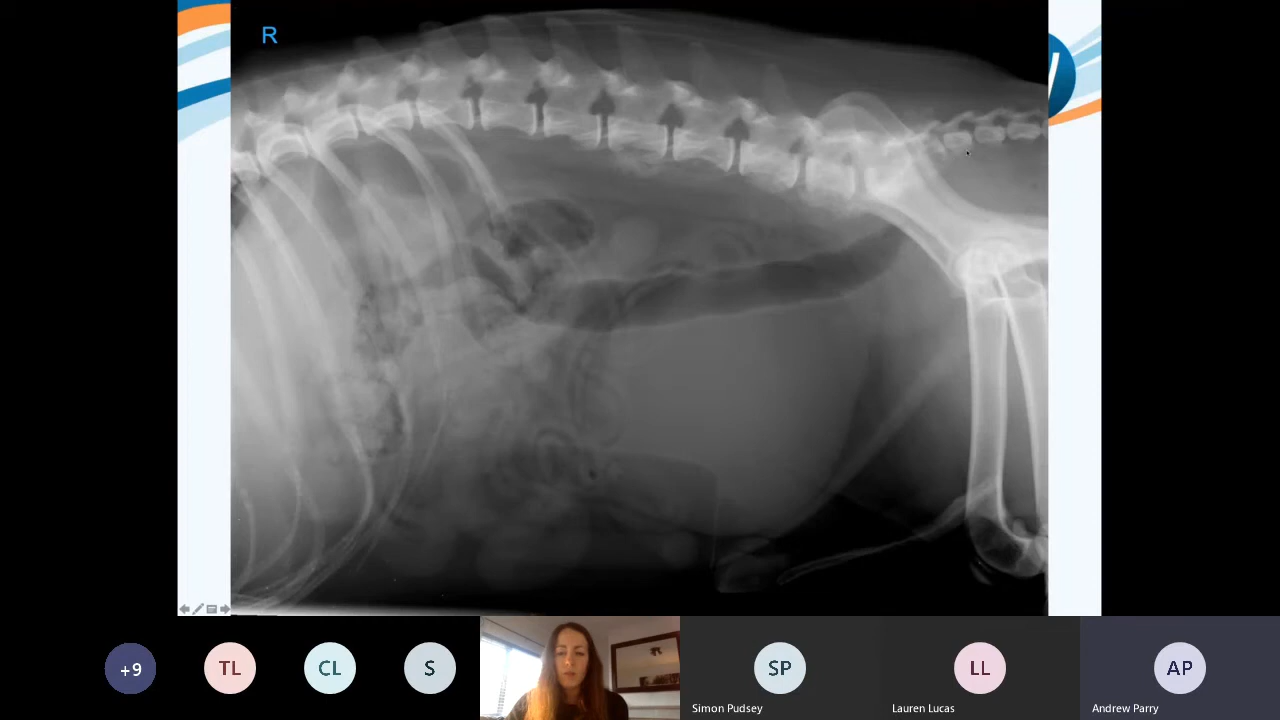 R
+9
TL
CL
S
SP
LL
AP
Simon Pudsey
Lauren Lucas
Andrew Parry